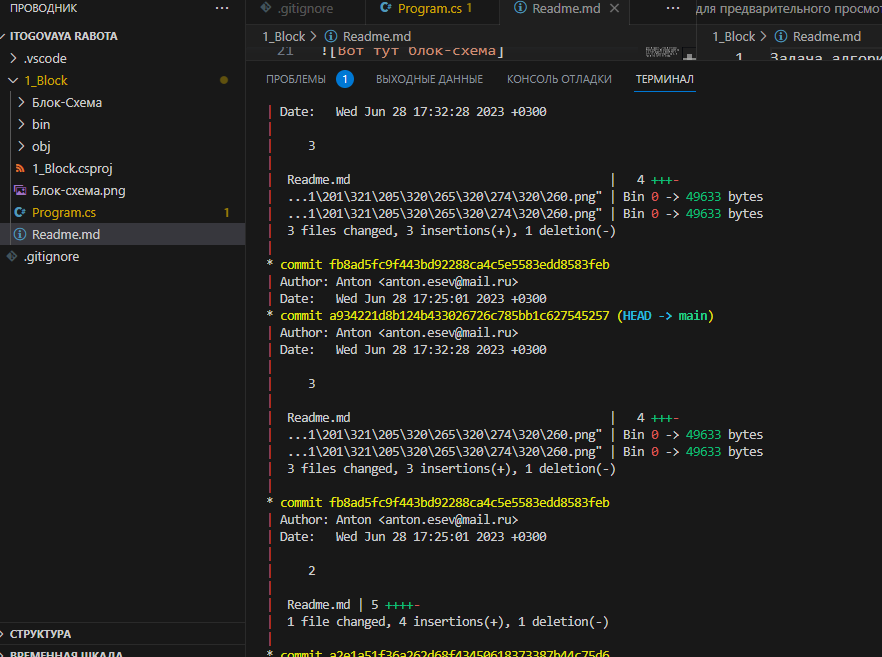 ПРОВОДНИК
ITOGOVAYA RABOTA
.vscode
1_Block
Блок-Схема
bin
obj
1_Block.csproj
Блок-схема.png
Program.cs 1
Readme.md
.gitignore
СТРУКТУРА
ВРЕМЕННАЯ ШКАЛА
.gitignore
Program.cs 1
Readme.md
для предварительного просмот
1_Block > Readme.md
1_Block > Readme.md
21 ![Вот тут блок-схема]
1 Задача алгори
ПРОБЛЕМЫ 1 ВЫХОДНЫЕ ДАННЫЕ КОНСОЛЬ ОТЛАДКИ ТЕРМИНАЛ
| Date: Wed Jun 28 17:32:28 2023 +0300
|
| 3
|
| Readme.md | 4 +++-
| ...1\201\321\205\320\265\320\274\320\260.png" | Bin 0 -> 49633 bytes
| ...1\201\321\205\320\265\320\274\320\260.png" | Bin 0 -> 49633 bytes
| 3 files changed, 3 insertions(+), 1 deletion(-)
|
* commit fb8ad5fc9f443bd92288ca4c5e5583edd8583feb
| Author: Anton <anton.esev@mail.ru>
| Date: Wed Jun 28 17:25:01 2023 +0300
* commit a934221d8b124b433026726c785bb1c627545257 (HEAD -> main)
| Author: Anton <anton.esev@mail.ru>
| Date: Wed Jun 28 17:32:28 2023 +0300
|
| 3
|
| Readme.md | 4 +++-
| ...1\201\321\205\320\265\320\274\320\260.png" | Bin 0 -> 49633 bytes
| ...1\201\321\205\320\265\320\274\320\260.png" | Bin 0 -> 49633 bytes
| 3 files changed, 3 insertions(+), 1 deletion(-)
|
* commit fb8ad5fc9f443bd92288ca4c5e5583edd8583feb
| Author: Anton <anton.esev@mail.ru>
| Date: Wed Jun 28 17:25:01 2023 +0300
|
| 2
|
| Readme.md | 5 ++++-
| 1 file changed, 4 insertions(+), 1 deletion(-)
|
* commit a2e1a51f36a262d68f43450618373387b44c75d6